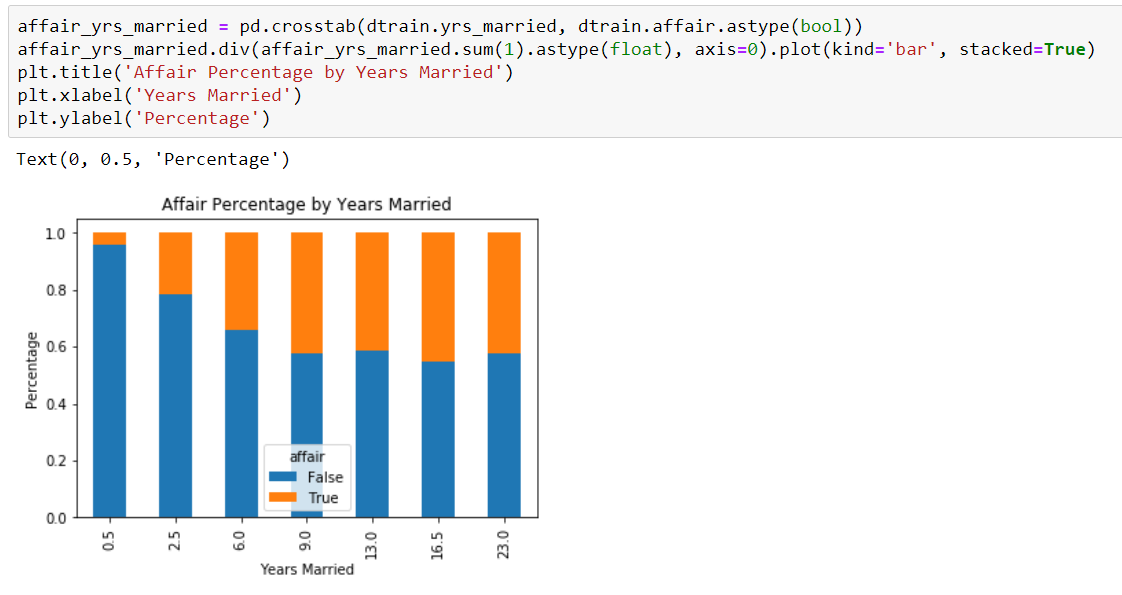 affair_yrs_married = pd.crosstab(dtrain.yrs_married, dtrain.affair.astype(bool))
affair_yrs_married.div(affair_yrs_married.sum(1).astype(float), axis=0).plot(kind='bar', stacked=True)
plt.title('Affair Percentage by Years Married')
plt.xlabel('Years Married')
plt.ylabel('Percentage')
Text(0, 0.5, 'Percentage')
Affair Percentage by Years Married
Percentage
1.0
0.8
0.6
0.4
0.2
0.0
affair
False
True
0.5 2.5 6.0 9.0 13.0 16.5 23.0
Years Married